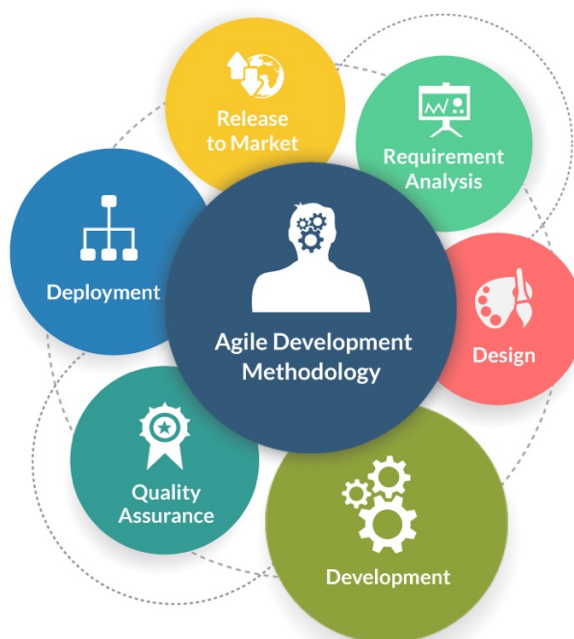 Release
to Market
Requirement
Analysis
Deployment
Agile Development
Methodology
Design
Quality
Assurance
Development